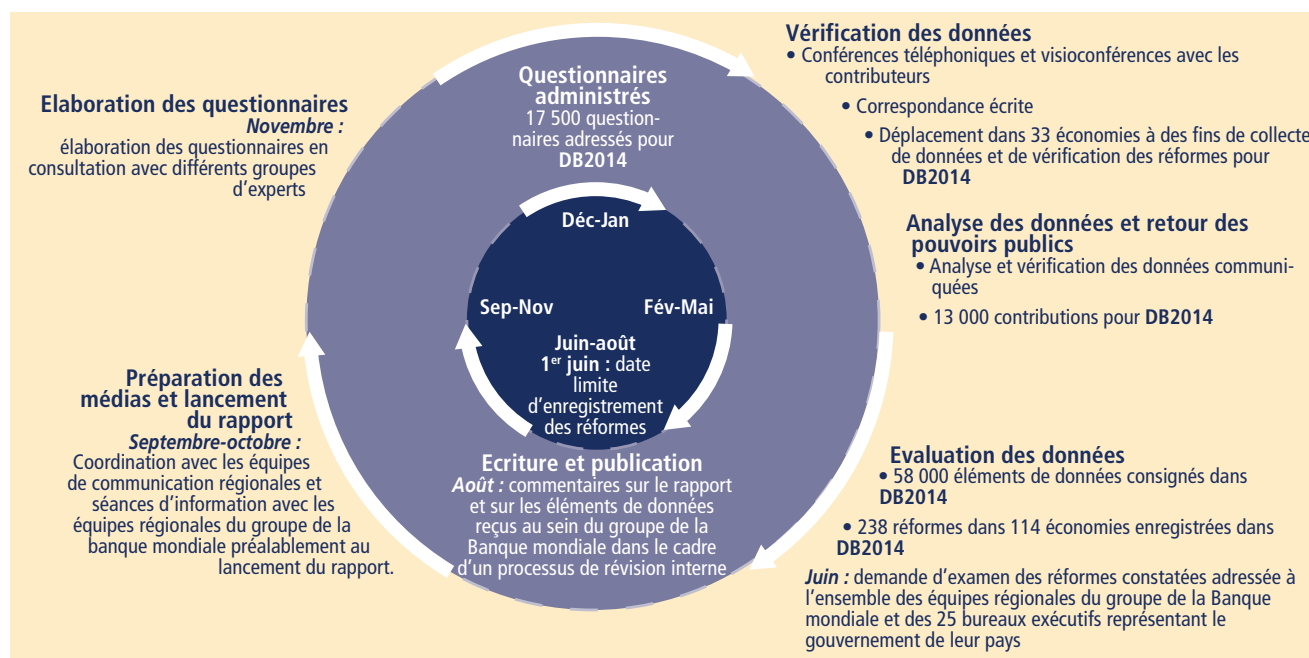 Elaboration des questionnaires
Novembre :
élaboration des questionnaires en
consultation avec différents groupes
d'experts
Questionnaires
administrés
17 500 question-
naires adressés pour
DB2014
Vérification des données
• Conférences téléphoniques et visioconférences avec les
contributeurs
• Correspondance écrite
• Déplacement dans 33 économies à des fins de collecte
de données et de vérification des réformes pour
DB2014
Analyse des données et retour des
pouvoirs publics
• Analyse et vérification des données communi-
quées
• 13 000 contributions pour DB2014
Déc-Jan
Sep-Nov
Fév-Mai
Juin-août
1er juin : date
limite
d'enregistrement
des réformes
Evaluation des données
• 58 000 éléments de données consignés dans
DB2014
• 238 réformes dans 114 économies enregistrées dans
DB2014
Juin : demande d'examen des réformes constatées adressée à
l'ensemble des équipes régionales du groupe de la Banque
mondiale et des 25 bureaux exécutifs représentant le
gouvernement de leur pays
Ecriture et publication
Août : commentaires sur le rapport
et sur les éléments de données
reçus au sein du groupe de la
Banque mondiale dans le cadre
d'un processus de révision interne
Préparation des
médias et lancement
du rapport
Septembre-octobre :
Coordination avec les équipes
de communication régionales et
séances d'information avec les
équipes régionales du groupe de la
banque mondiale préalablement au
lancement du rapport.